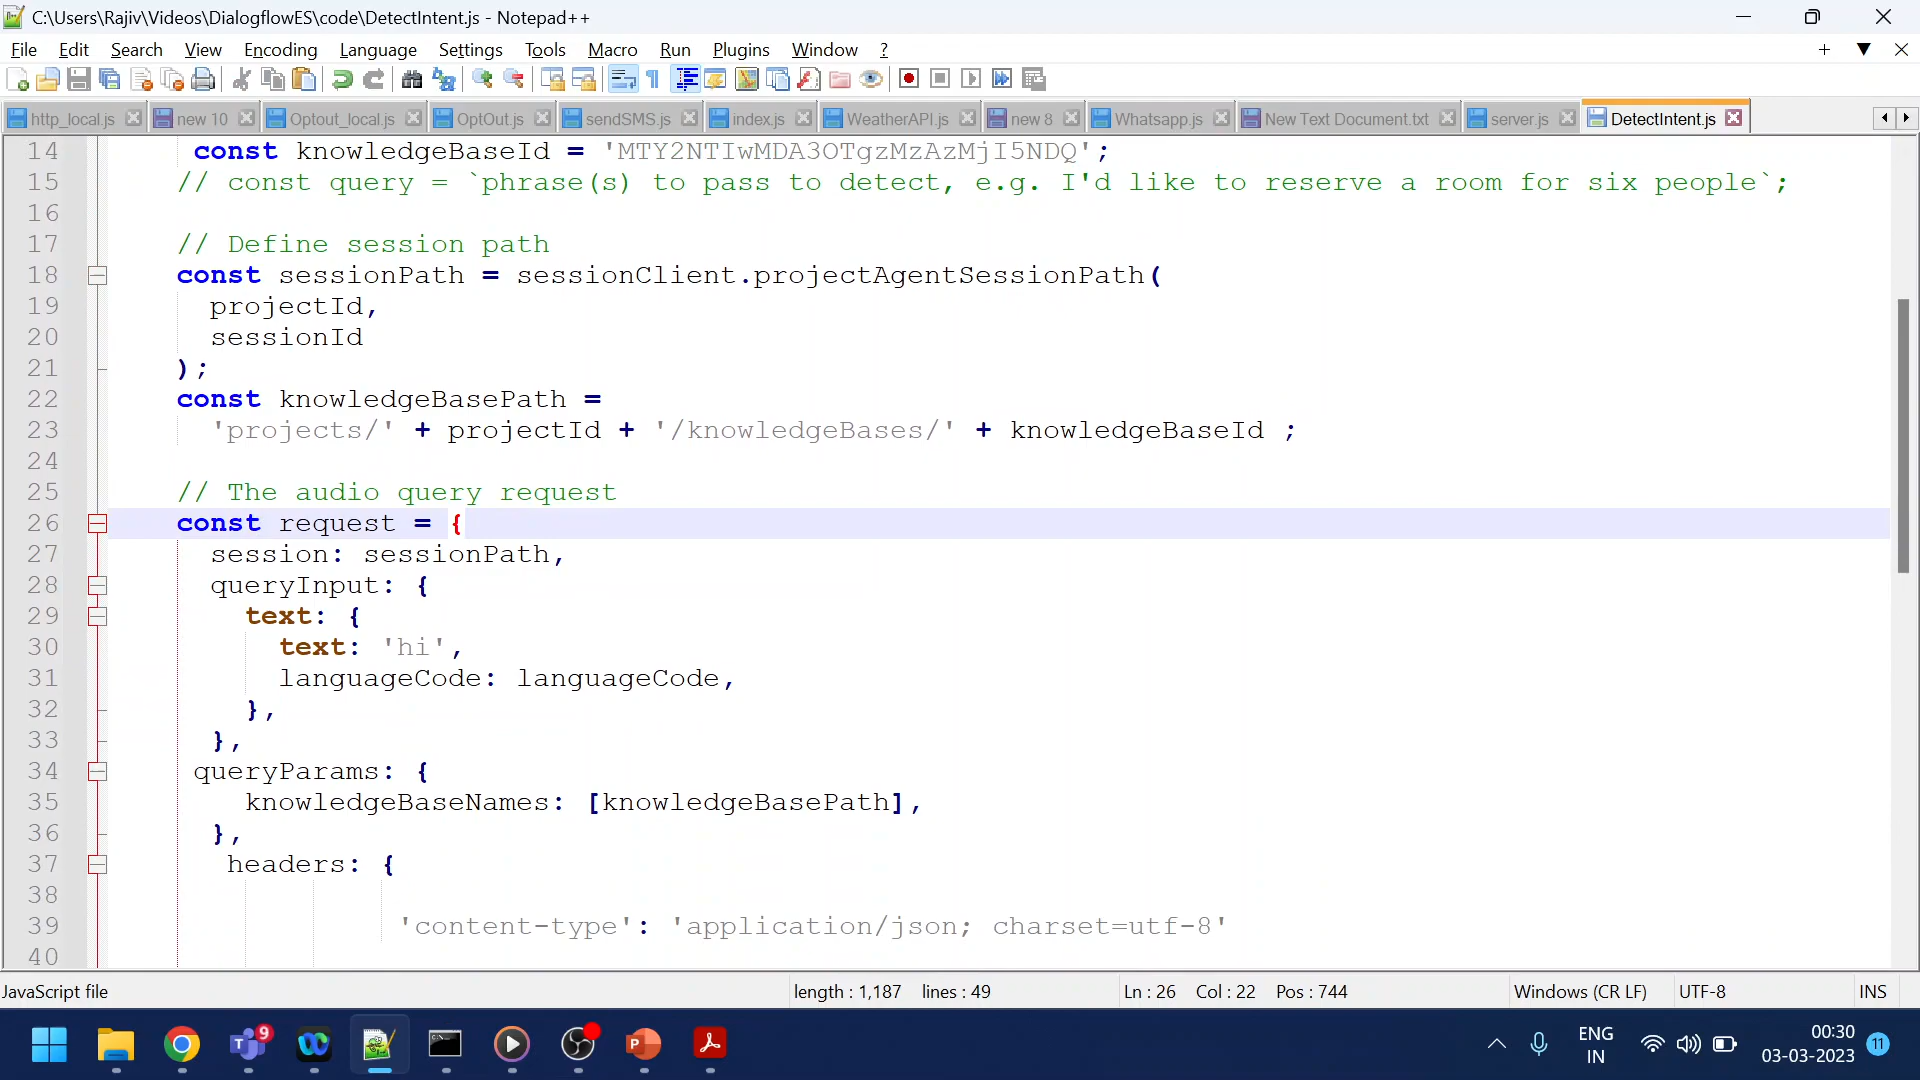 C:\Users\Rajiv\Videos\DialogflowES\code\DetectIntent.js - Notepad++
File Edit Search View Encoding Language Settings Tools Macro Run Plugins Window ?
http_local.js new 10 Optout_local.js OptOut.js sendSMS.js index.js WeatherAPI.js new 8 Whatsapp.js New Text Document.txt server.js DetectIntent.js
14 const knowledgeBaseId = 'MTY2NTIwMDA3OTgzMzAzMjI5NDQ';
15 // const query = `phrase(s) to pass to detect, e.g. I'd like to reserve a room for six people`;
16
17 // Define session path
18 const sessionPath = sessionClient.projectAgentSessionPath(
19 projectId,
20 sessionId
21 );
22 const knowledgeBasePath =
23 'projects/' + projectId + '/knowledgeBases/' + knowledgeBaseId ;
24
25 // The audio query request
26 const request = {
27 session: sessionPath,
28 queryInput: {
29 text: {
30 text: 'hi',
31 languageCode: languageCode,
32 },
33 },
34 queryParams: {
35 knowledgeBaseNames: [knowledgeBasePath],
36 },
37 headers: {
38
39 'content-type': 'application/json; charset=utf-8'
40
JavaScript file length : 1,187 lines : 49 Ln : 26 Col : 22 Pos : 744 Windows (CR LF) UTF-8 INS
9 ENG IN 00:30 03-03-2023 11